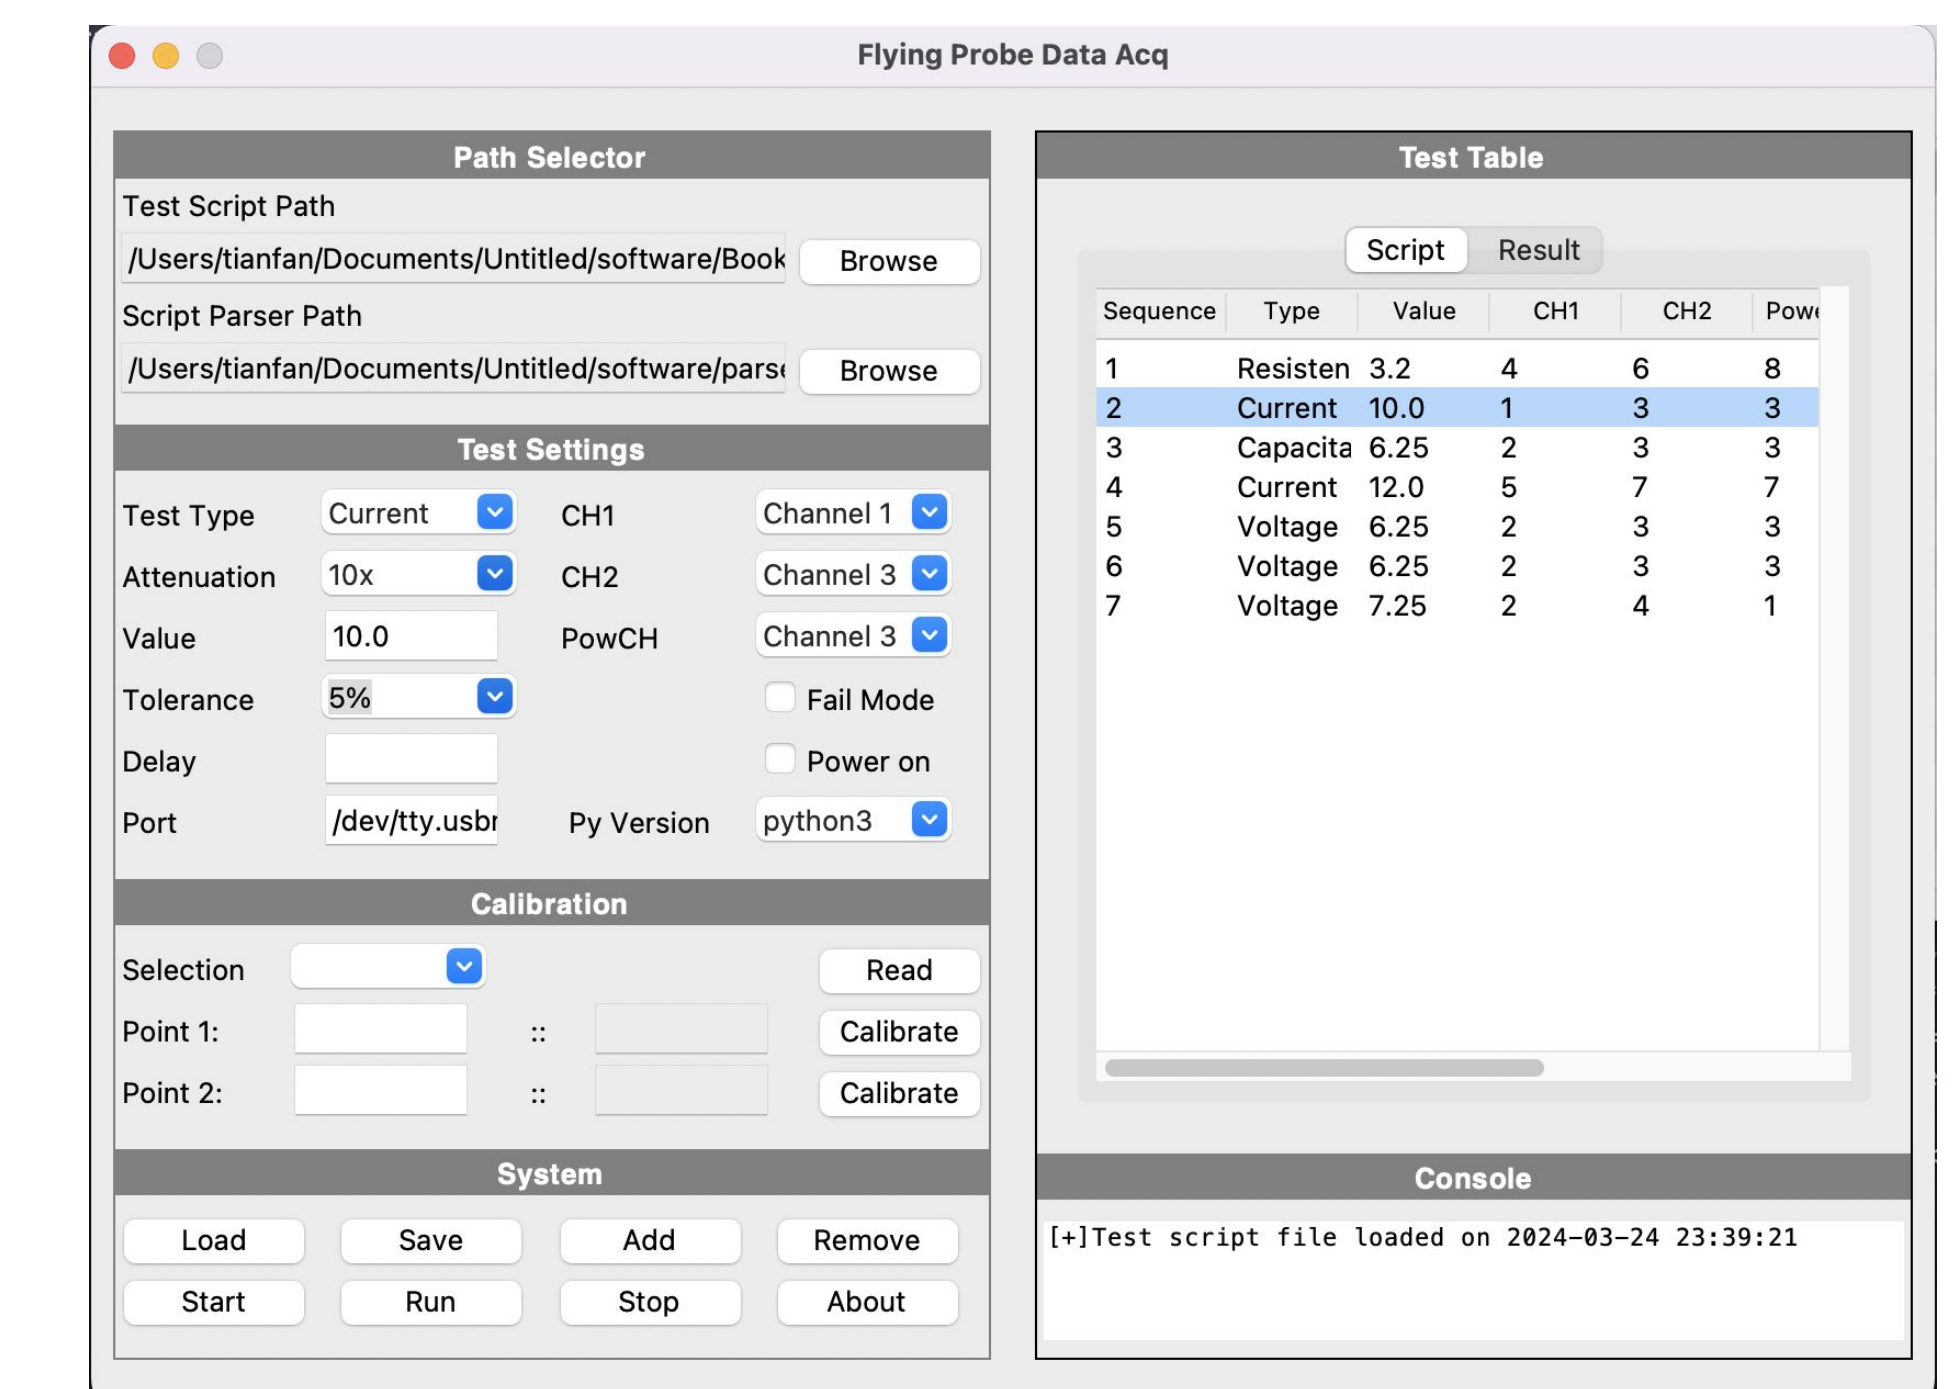 Flying Probe Data Acq
Path Selector
Test Script Path
/Users/tianfan/Documents/Untitled/software/Book
Browse
Script Parser Path
/Users/tianfan/Documents/Untitled/software/parse
Browse
Test Settings
Test Type Current CH1 Channel 1
Attenuation 10x CH2 Channel 3
Value 10.0 PowCH Channel 3
Tolerance 5% Fail Mode
Delay Power on
Port /dev/tty.usb Py Version python3
Calibration
Selection Read
Point 1: :: Calibrate
Point 2: :: Calibrate
System
Load Save Add Remove
Start Run Stop About
Test Table
Script Result
Sequence Type Value CH1 CH2 Powe
1 Resisten 3.2 4 6 8
2 Current 10.0 1 3 3
3 Capacita 6.25 2 3 3
4 Current 12.0 5 7 7
5 Voltage 6.25 2 3 3
6 Voltage 6.25 2 3 3
7 Voltage 7.25 2 4 1
Console
[+]Test script file loaded on 2024-03-24 23:39:21